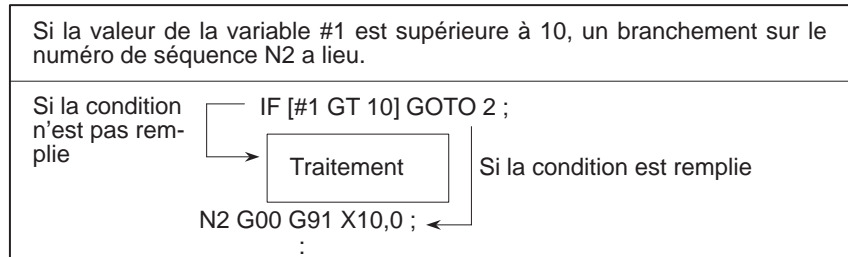 Si la valeur de la variable #1 est supérieure à 10, un branchement sur le
numéro de séquence N2 a lieu.
Si la condition
n'est pas rem-
plie
IF [#1 GT 10] GOTO 2 ;
Traitement
Si la condition est remplie
N2 G00 G91 X10,0 ;
: